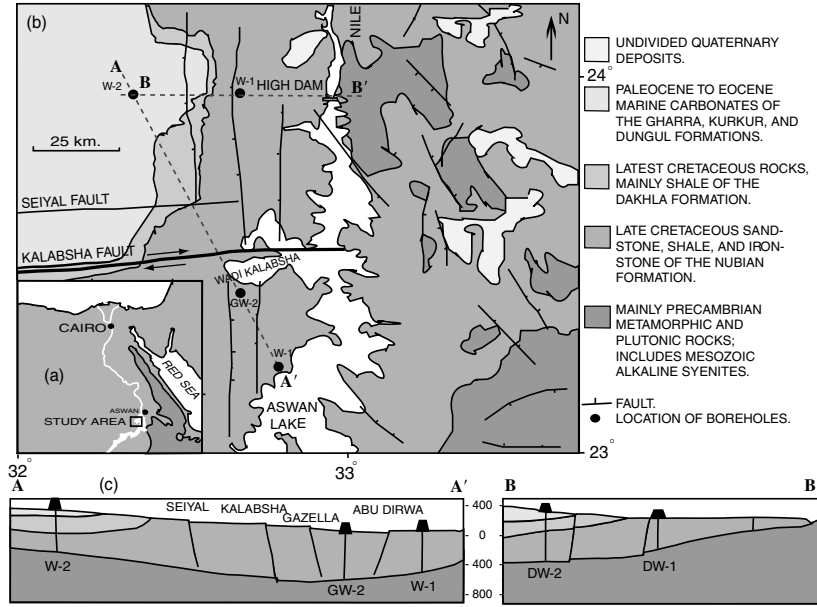 (b)
A
W-2
B
W-1
HIGH DAM
B′
NILE
N
24°
25 km.
SEIYAL FAULT
KALABSHA FAULT
WADI KALABSHA
GW-2
W-1
A′
ASWAN
LAKE
CAIRO
(a)
RED SEA
ASWAN
STUDY AREA
32°
33°
23°
UNDIVIDED QUATERNARY
DEPOSITS.
PALEOCENE TO EOCENE
MARINE CARBONATES OF
THE GHARRA, KURKUR, AND
DUNGUL FORMATIONS.
LATEST CRETACEOUS ROCKS,
MAINLY SHALE OF THE
DAKHLA FORMATION.
LATE CRETACEOUS SAND-
STONE, SHALE, AND IRON-
STONE OF THE NUBIAN
FORMATION.
MAINLY PRECAMBRIAN
METAMORPHIC AND
PLUTONIC ROCKS;
INCLUDES MESOZOIC
ALKALINE SYENITES.
FAULT.
LOCATION OF BOREHOLES.
A
(c)
A′
SEIYAL KALABSHA
GAZELLA
ABU DIRWA
W-2
GW-2
W-1
400
0
400
800
B
B
DW-2
DW-1